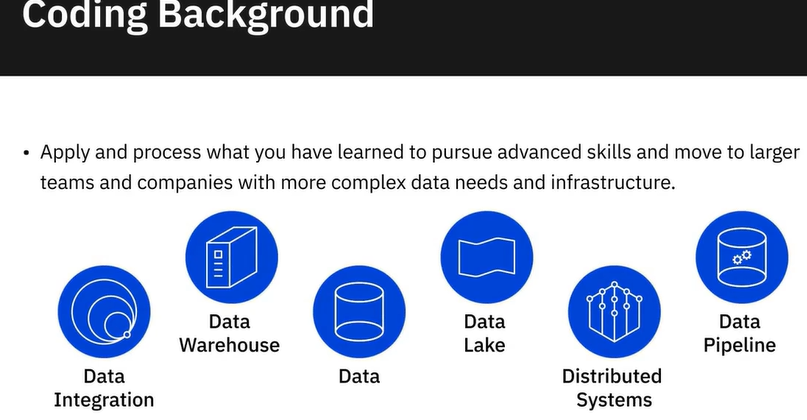 Coding Background
• Apply and process what you have learned to pursue advanced skills and move to larger
teams and companies with more complex data needs and infrastructure.
Data
Integration
Data
Warehouse
Data
Data
Lake
Distributed
Systems
Data
Pipeline